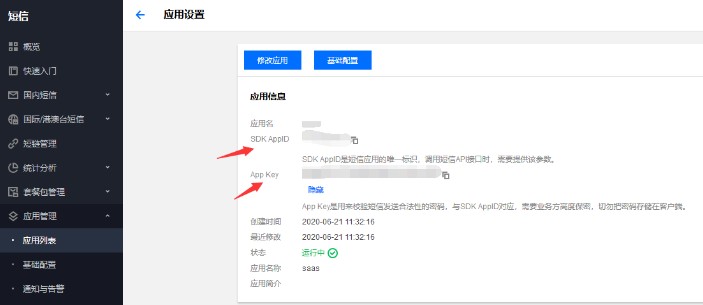 短信
应用设置
概览
快速入门
国内短信
国际/港澳台短信
短链管理
统计分析
套餐包管理
应用管理
应用列表
基础配置
通知与告警
修改应用
基础配置
应用信息
应用名
SDK AppID
SDK AppID是短信应用的唯一标识，调用短信API接口时，需要提供该参数。
App Key
隐藏
App Key是用来校验短信发送合法性的密码，与SDK AppID对应，需要业务方高度保密，切勿把密码存储在客户端。
创建时间 2020-06-21 11:32:16
最近修改 2020-06-21 11:32:16
状态 运行中
应用名称 saas
应用简介